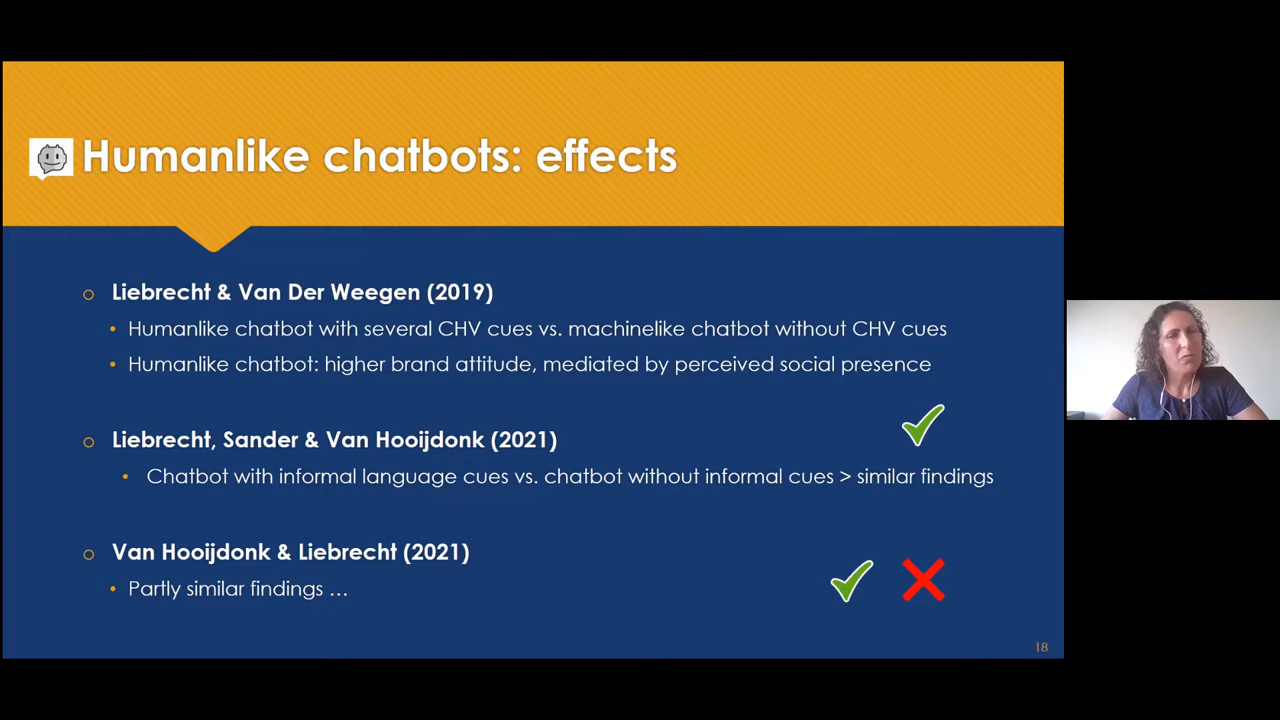 Humanlike chatbots: effects
Liebrecht & Van Der Weegen (2019)
Humanlike chatbot with several CHV cues vs. machinelike chatbot without CHV cues
Humanlike chatbot: higher brand attitude, mediated by perceived social presence
Liebrecht, Sander & Van Hooijdonk (2021)
Chatbot with informal language cues vs. chatbot without informal cues > similar findings
Van Hooijdonk & Liebrecht (2021)
Partly similar findings …
18